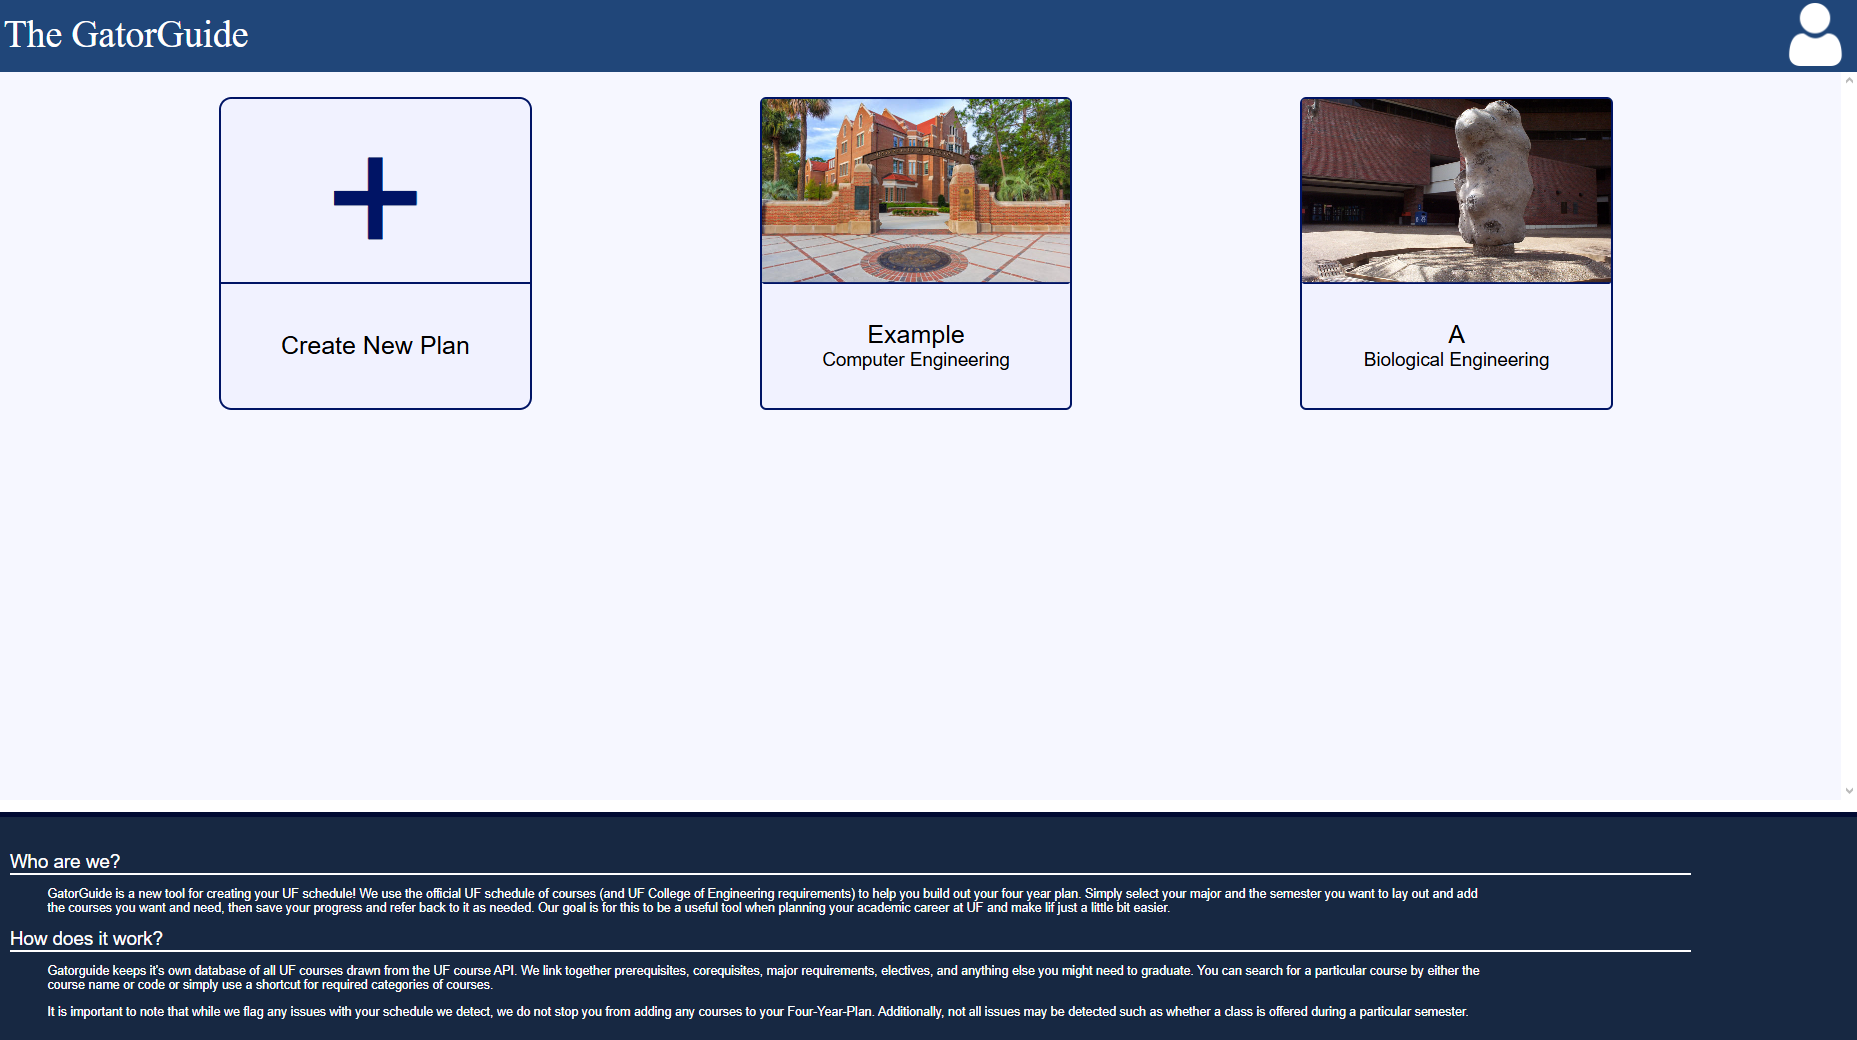 The GatorGuide
Create New Plan
Example
Computer Engineering
A
Biological Engineering
Who are we?
GatorGuide is a new tool for creating your UF schedule! We use the official UF schedule of courses (and UF College of Engineering requirements) to help you build out your four year plan. Simply select your major and the semester you want to lay out and add
the courses you want and need, then save your progress and refer back to it as needed. Our goal is for this to be a useful tool when planning your academic career at UF and make lif just a little bit easier.
How does it work?
Gatorguide keeps it's own database of all UF courses drawn from the UF course API. We link together prerequisites, corequisites, major requirements, electives, and anything else you might need to graduate. You can search for a particular course by either the
course name or code or simply use a shortcut for required categories of courses.
It is important to note that while we flag any issues with your schedule we detect, we do not stop you from adding any courses to your Four-Year-Plan. Additionally, not all issues may be detected such as whether a class is offered during a particular semester.